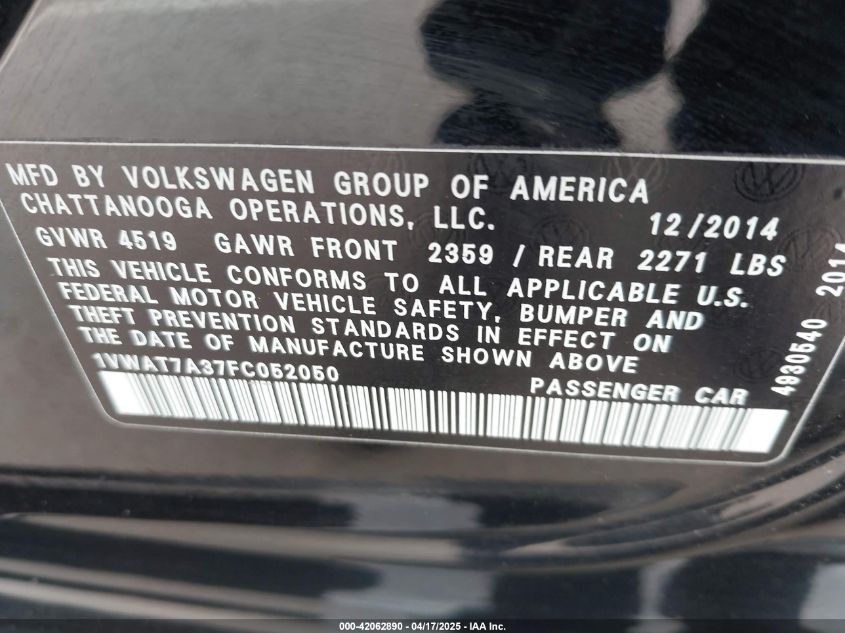 MFD BY VOLKSWAGEN GROUP OF AMERICA
CHATTANOOGA OPERATIONS, LLC. 12/2014
GVWR 4519 GAWR FRONT 2359 / REAR 2271 LBS
THIS VEHICLE CONFORMS TO ALL APPLICABLE U.S.
FEDERAL MOTOR VEHICLE SAFETY, BUMPER AND
THEFT PREVENTION STANDARDS IN EFFECT ON
THE DATE OF MANUFACTURE SHOWN ABOVE
1VWAT7A37FC052050 PASSENGER CAR
4930540 2014
000-42062890 - 04/17/2025 - IAA Inc.